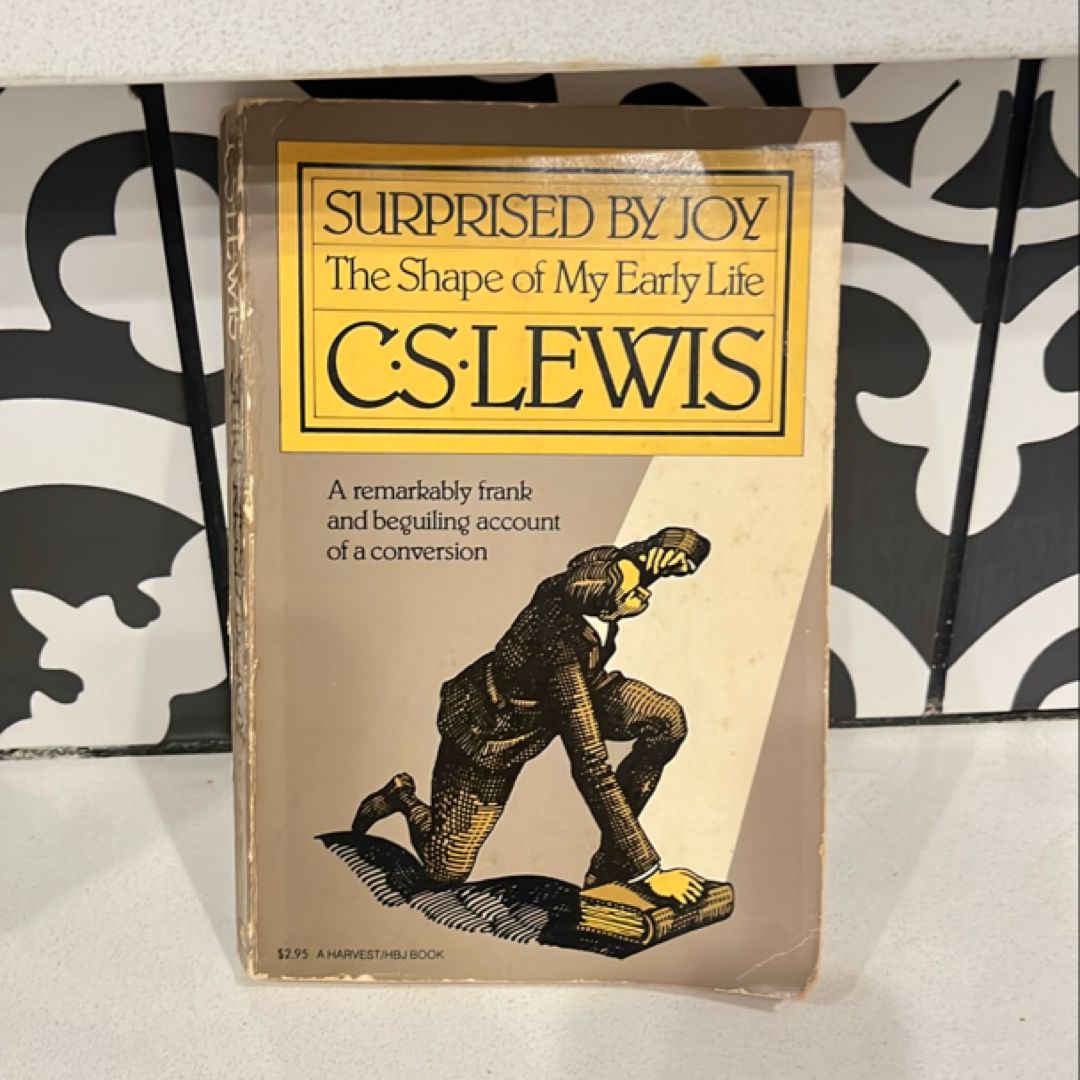 SURPRISED BY JOY
The Shape of My Early Life
C·S·LEWIS
A remarkably frank
and beguiling account
of a conversion
$2.95 A HARVEST/HBJ BOOK
C·S·LEWIS